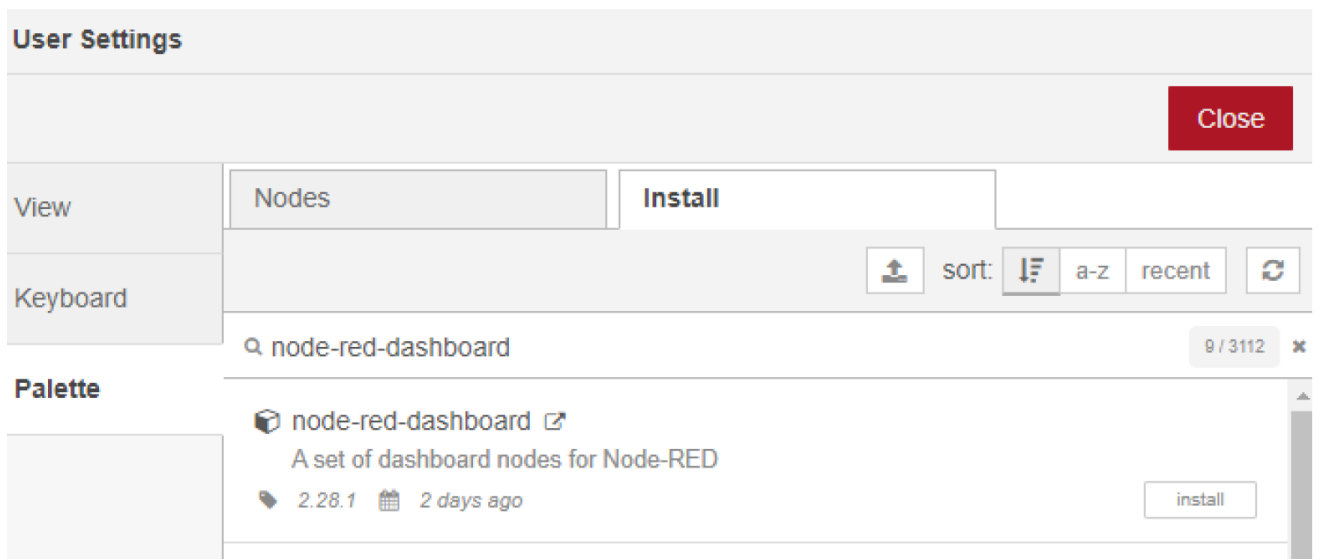 User Settings
Close
View
Nodes
Install
sort:
a-z
recent
Keyboard
node-red-dashboard
9 / 3112
Palette
node-red-dashboard
A set of dashboard nodes for Node-RED
2.28.1
2 days ago
install